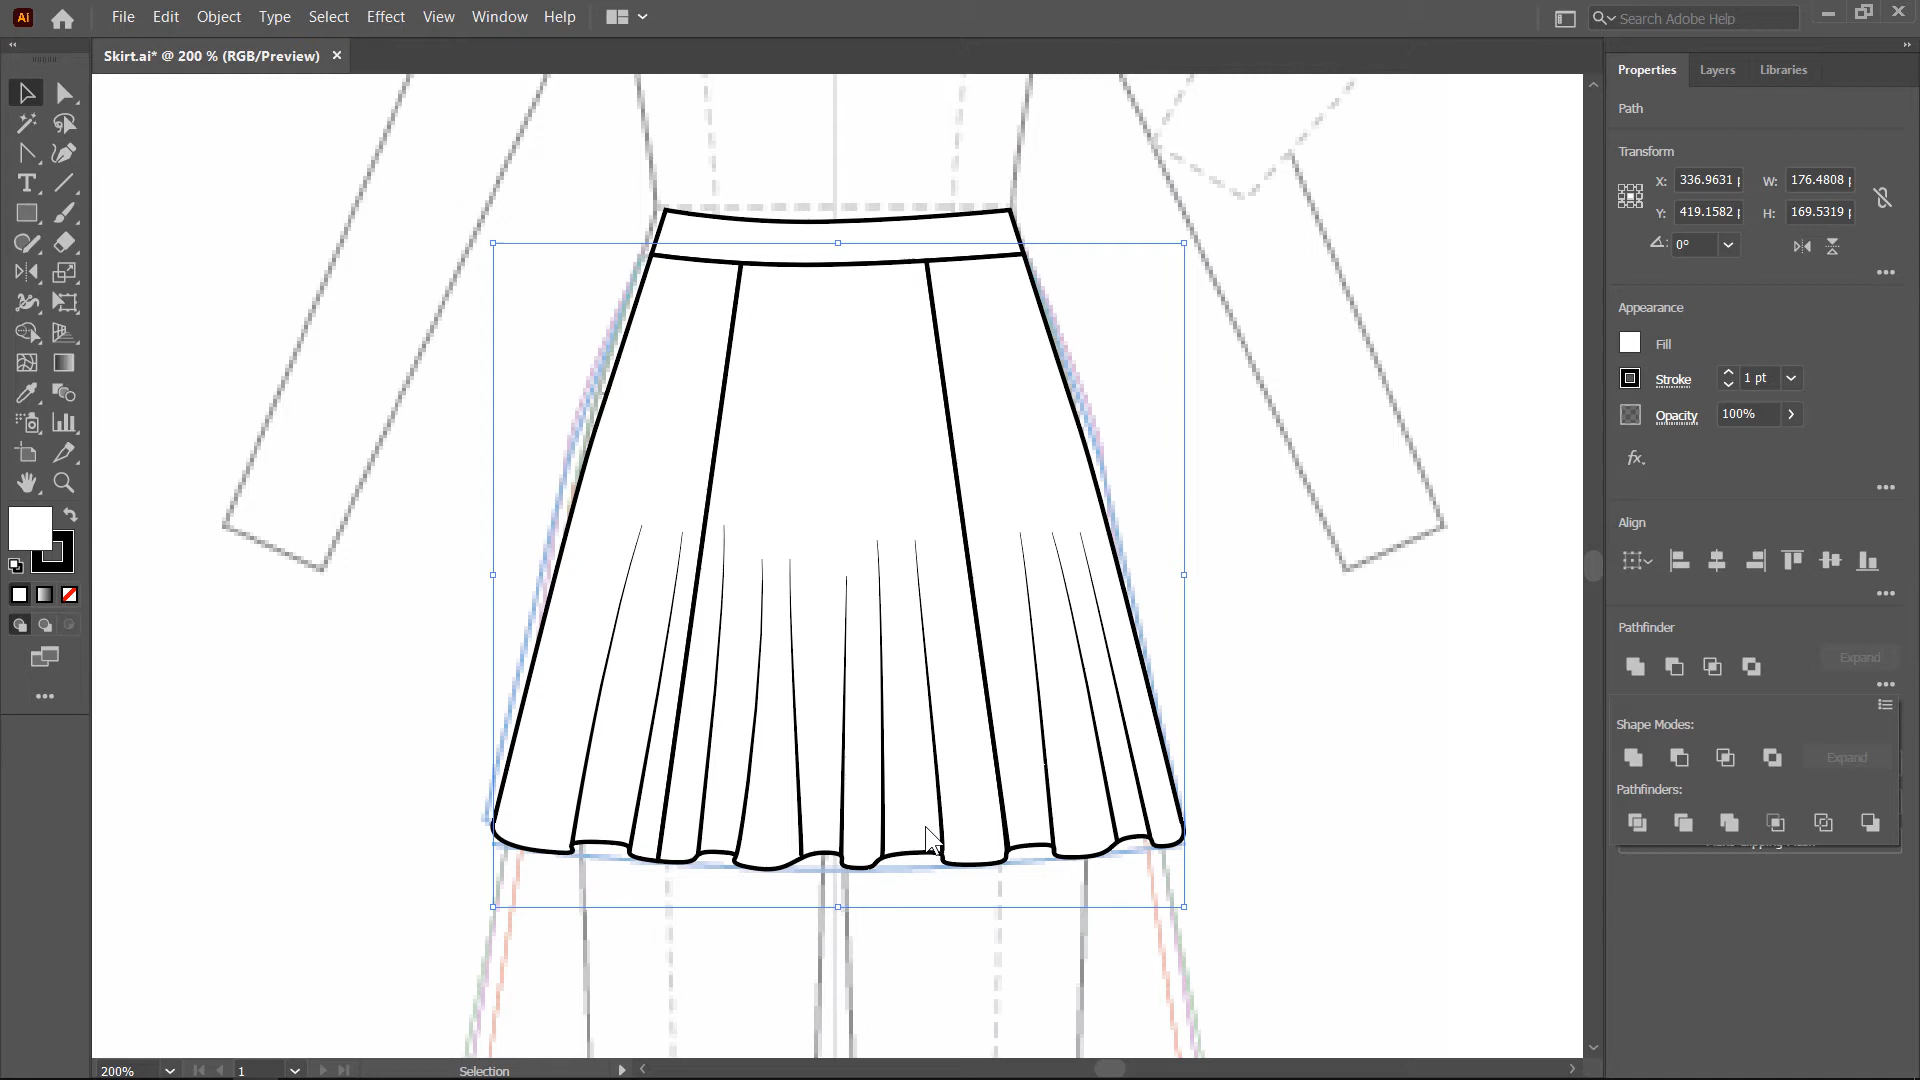 Ai File Edit Object Type Select Effect View Window Help Search Adobe Help
Skirt.ai* @ 200 % (RGB/Preview) ×
Properties Layers Libraries
Path
Transform
X: 336.9631 W: 176.4808
Y: 419.1582 H: 169.5319
0°
Appearance
Fill
Stroke 1 pt
Opacity 100%
fx.
Align
Pathfinder
Expand
Shape Modes:
Expand
Pathfinders:
200% 1 Selection